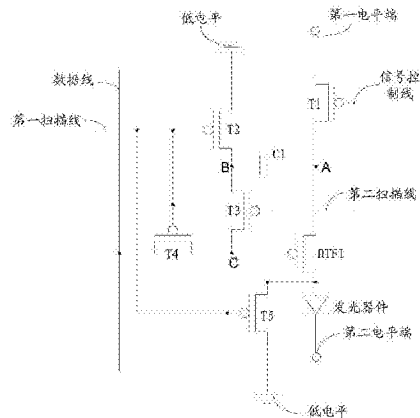 低电平
第一电平端
数据线
信号控
制线
T1
第一扫描线
T2
C1
B
A
T3
第二扫描线
T4
C
DTFT
T5
发光器件
第二电平端
低电平